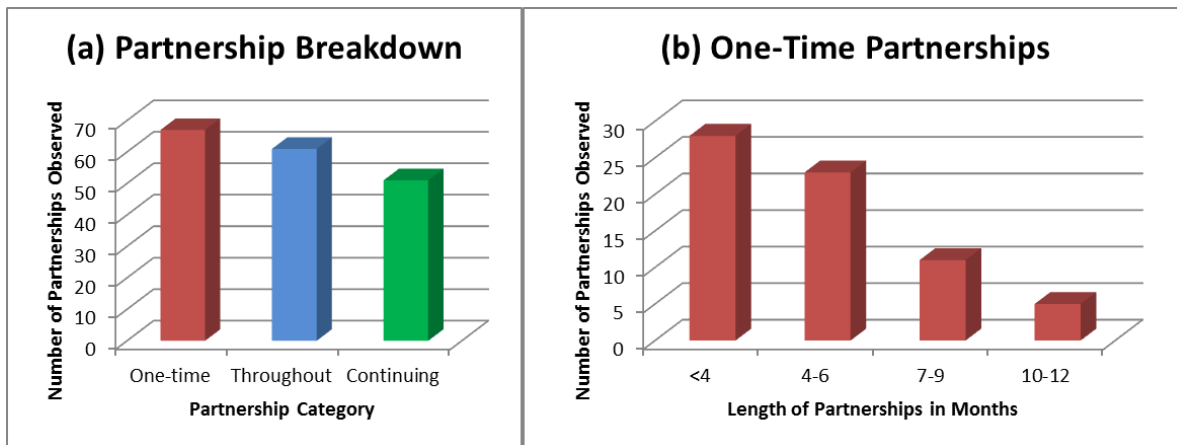 (a) Partnership Breakdown
Number of Partnerships Observed
70
60
50
40
30
20
10
0
One-time Throughout Continuing
Partnership Category
(b) One-Time Partnerships
Number of Partnerships Observed
30
25
20
15
10
5
0
<4 4-6 7-9 10-12
Length of Partnerships in Months